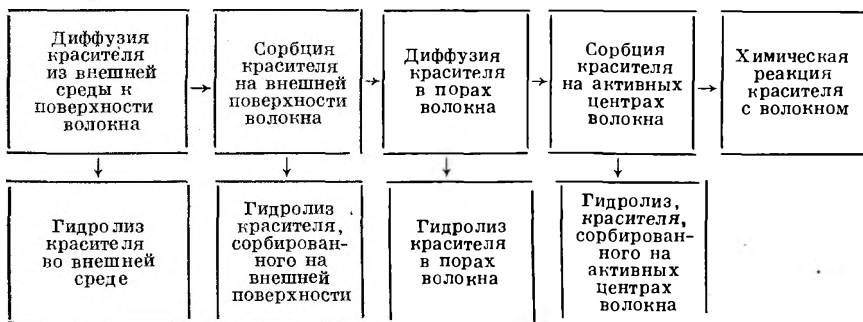 Диффузия
красителя
из внешней
среды к
поверхности
волокна
Сорбция
красителя
на внешней
поверхности
волокна
Диффузия
красителя
в порах
волокна
Сорбция
красителя
на активных
центрах
волокна
Химическая
реакция
красителя
с волокном
Гидролиз
красителя
во внешней
среде
Гидролиз
красителя,
сорбированн-
ного на
внешней
поверхности
Гидролиз
красителя
в порах
волокна
Гидролиз,
красителя,
сорбированн-
ного на
активных
центрах
волокна